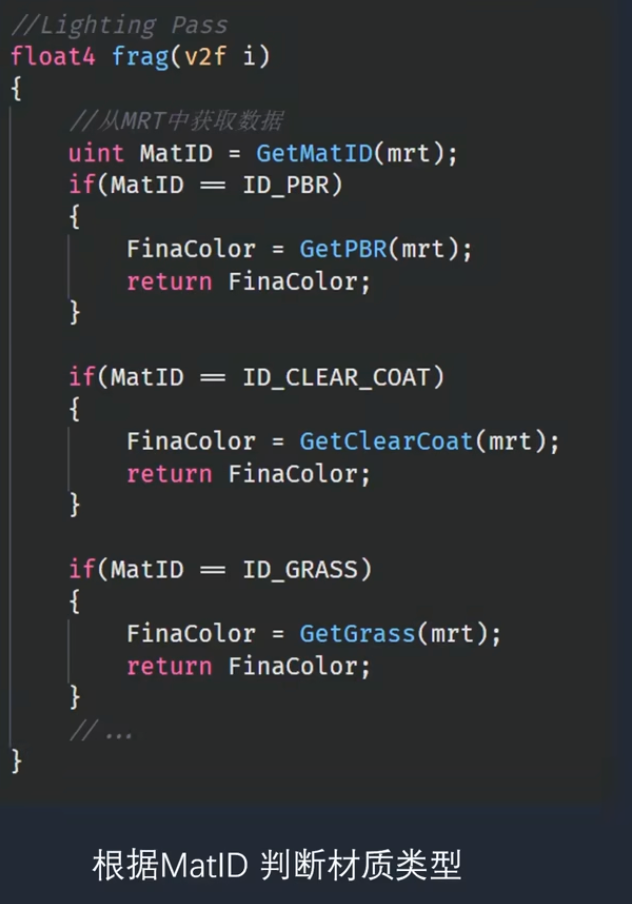 //Lighting Pass
float4 frag(v2f i)
{
//从MRT中获取数据
uint MatID = GetMatID(mrt);
if(MatID == ID_PBR)
{
FinaColor = GetPBR(mrt);
return FinaColor;
}
if(MatID == ID_CLEAR_COAT)
{
FinaColor = GetClearCoat(mrt);
return FinaColor;
}
if(MatID == ID_GRASS)
{
FinaColor = GetGrass(mrt);
return FinaColor;
}
//...
}
根据MatID 判断材质类型